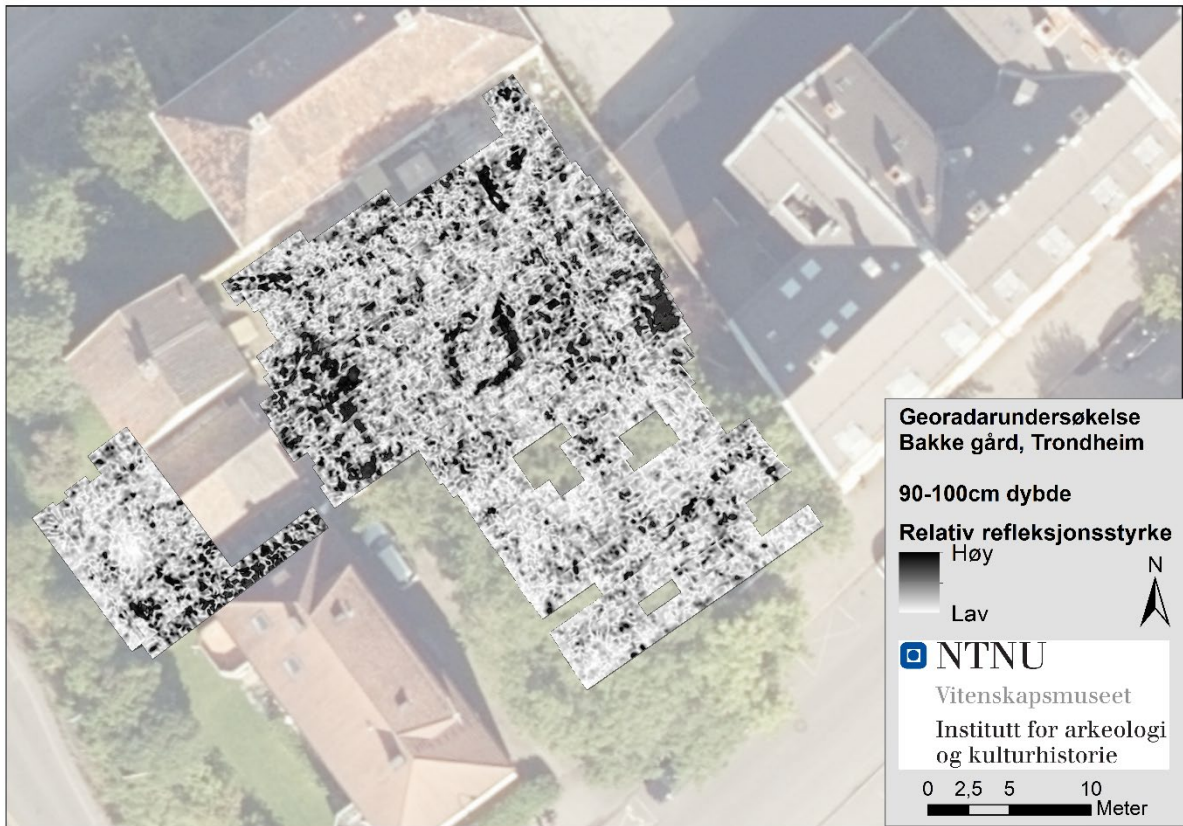 Georadarundersøkelse
Bakke gård, Trondheim
90-100cm dybde
Relativ refleksjonsstyrke
Høy
Lav
N
NTNU
Vitenskapsmuseet
Institutt for arkeologi
og kulturhistorie
0 2,5 5 10
Meter